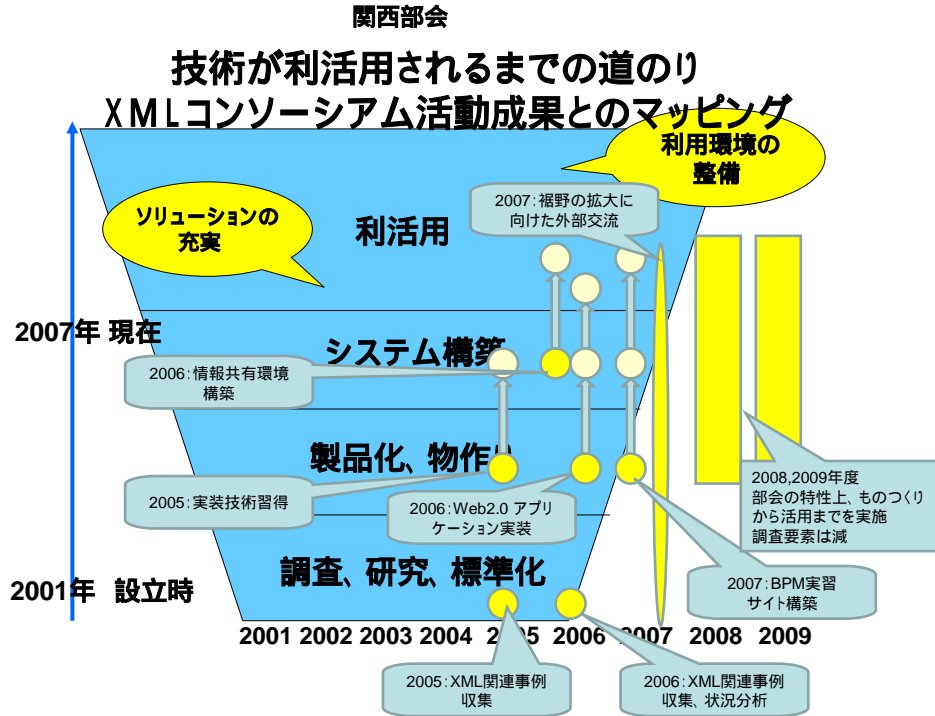 関西部会
技術が利活用されるまでの道のり
XMLコンソーシアム活動成果とのマッピング
利用環境の
整備
2007：裾野の拡大に
向けた外部交流
ソリューションの
充実
利活用
2007年 現在
システム構築
2006：情報共有環境
構築
製品化、物作り
2005：実装技術習得
2006：Web2.0 アプリ
ケーション実装
2008,2009年度
部会の特性上、ものつくり
から活用までを実施
調査要素は減
調査、研究、標準化
2007：BPM実習
サイト構築
2001年 設立時
2001 2002 2003 2004 2005 2006 2007 2008 2009
2005：XML関連事例
収集
2006：XML関連事例
収集、状況分析